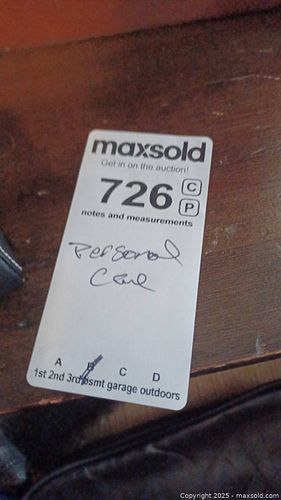 maxsold
Get in on the auction!
726 C
P
notes and measurements
Personal
Care
A B C D
1st 2nd 3rd bsmt garage outdoors
Copyright 2025 - maxsold.com